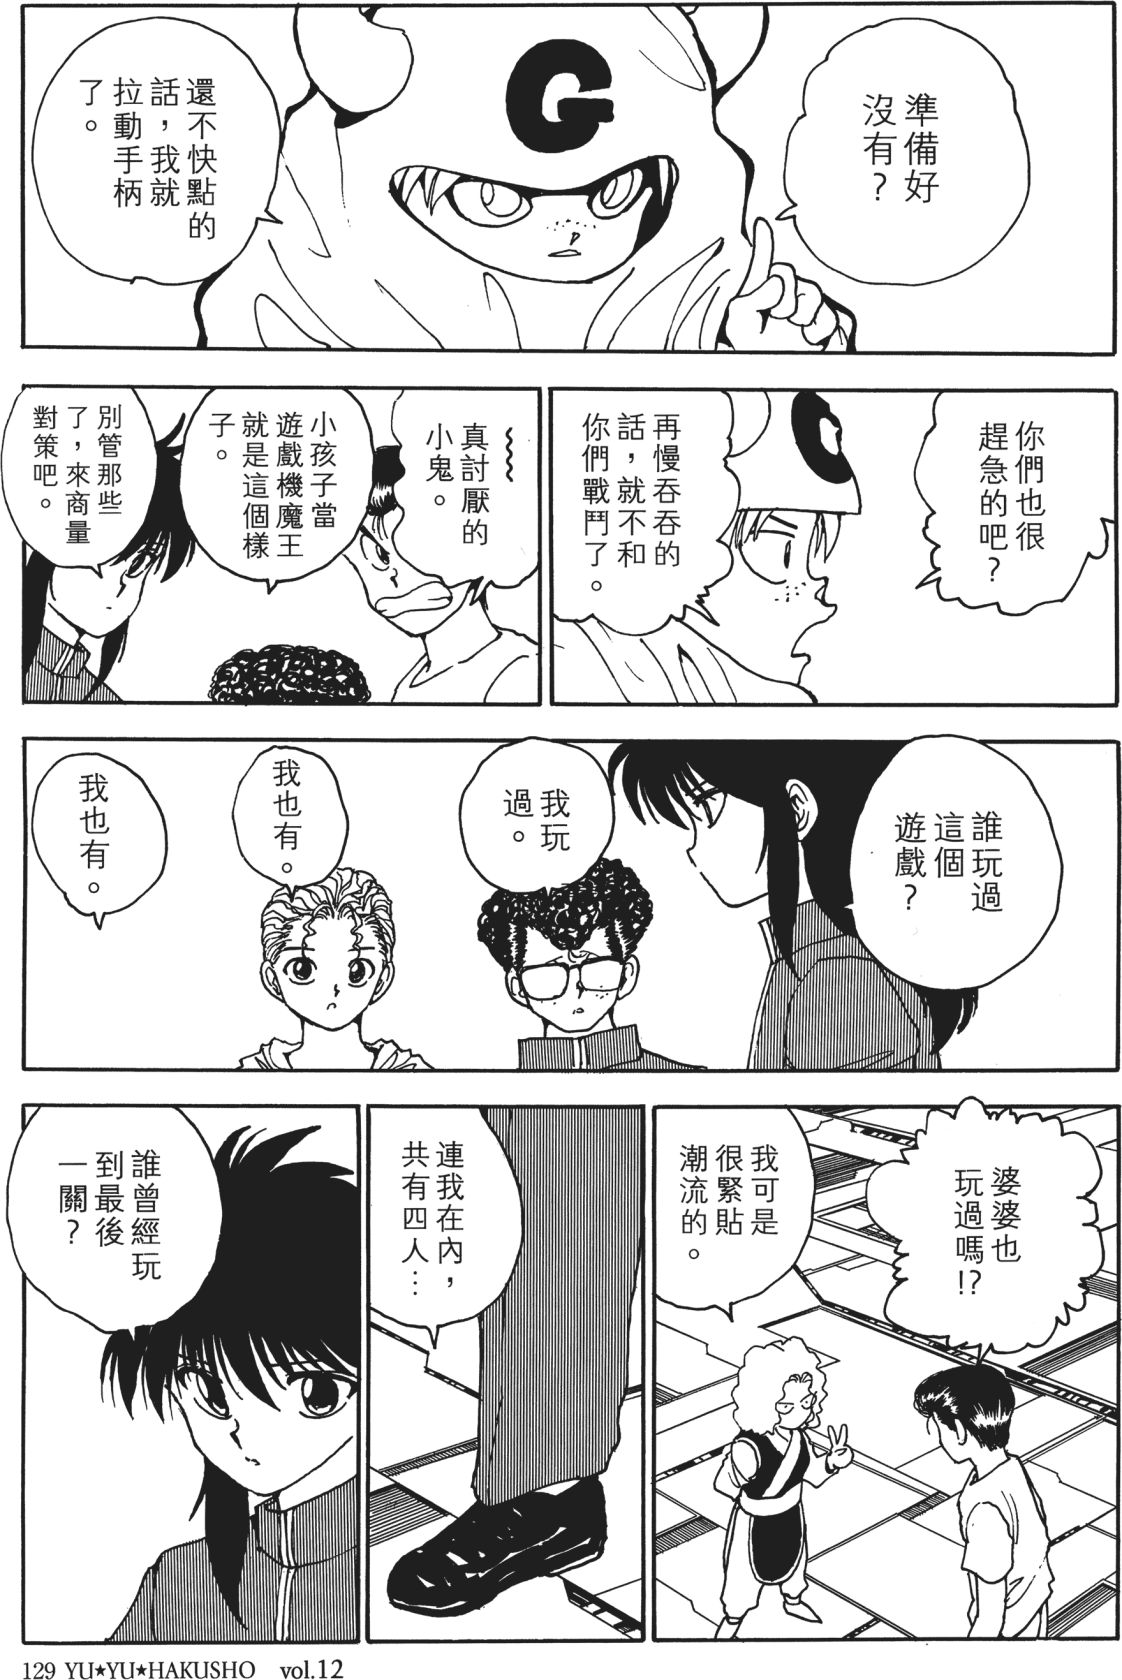 準備好
沒有？
還不快點的
話，我就
拉動手柄
了。
G
你們也很
趕急的吧？
再慢吞吞的
話，就不和
你們戰鬥了。
G
真討厭的
小鬼。
小孩子當
遊戲機魔王
就是這個樣
子。
別管那些
了，來商量
對策吧。
誰玩過
這個
遊戲？
我玩
過。
我也有。
我也有。
婆婆也
玩過嗎!?
我可是
很緊貼
潮流的。
連我在內，
共有四人…
誰曾經玩
到最後
一關？
129 YU★YU★HAKUSHO vol.12